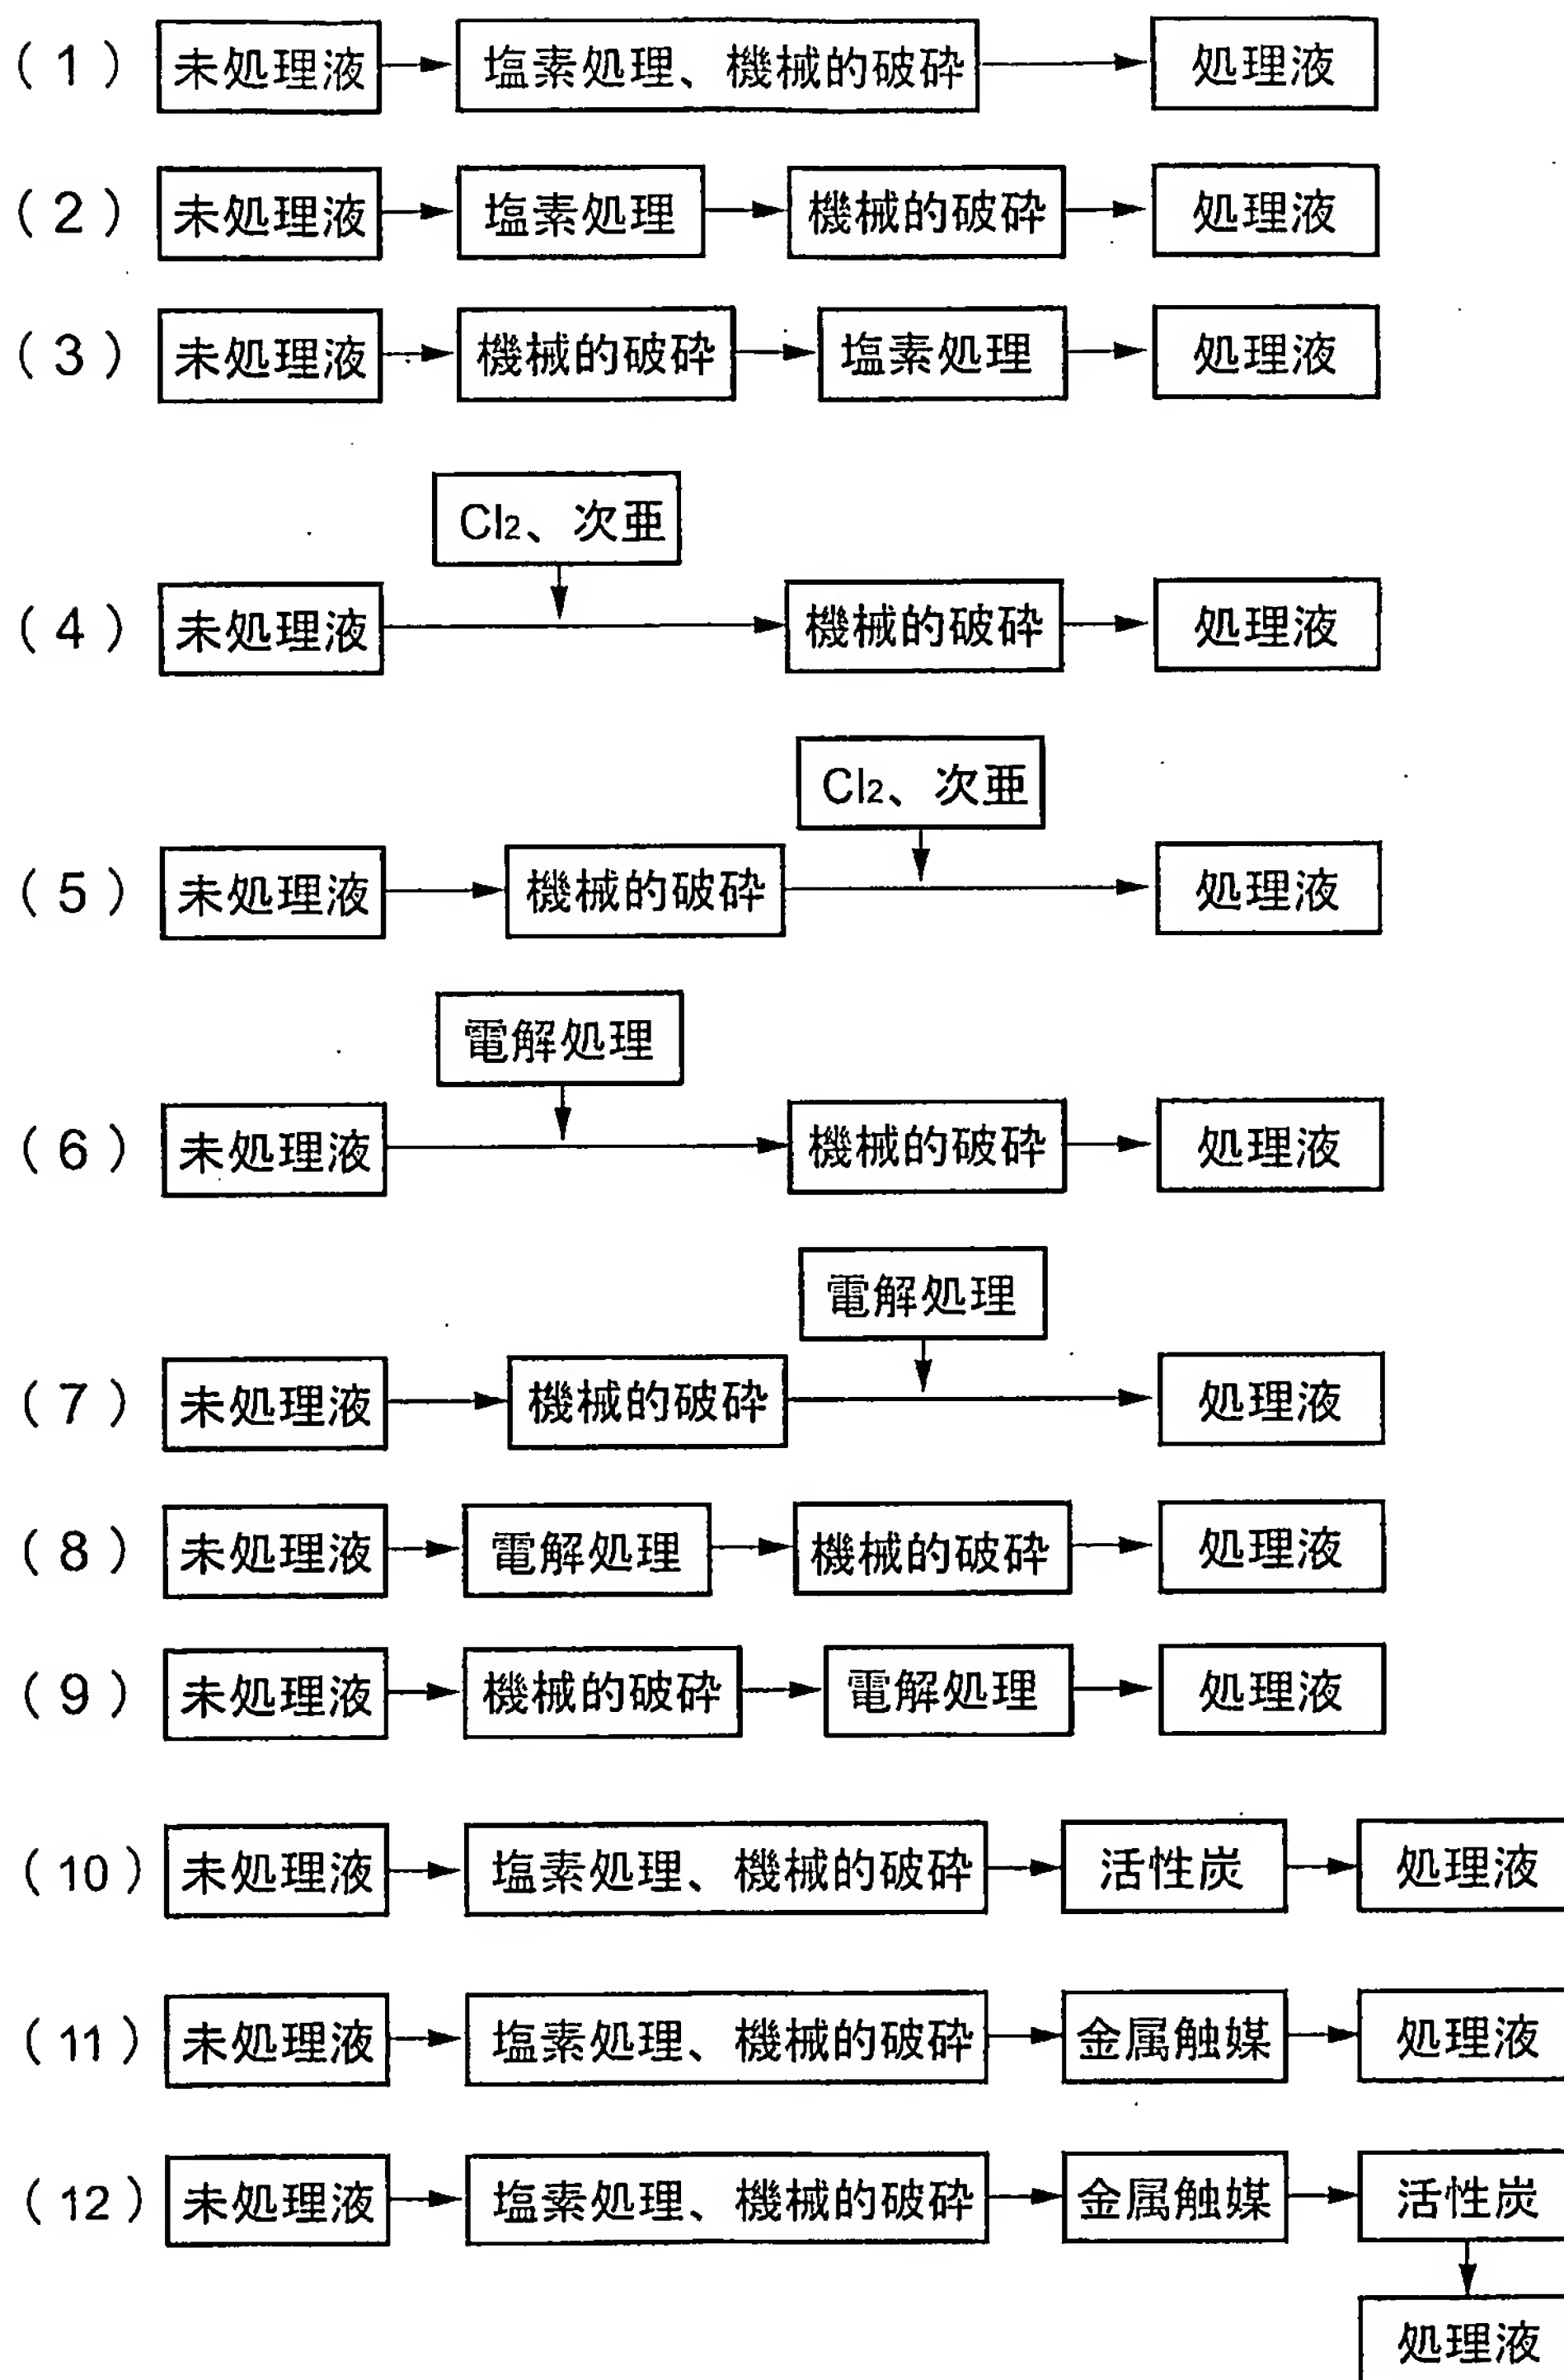 (1) 未処理液 塩素処理、機械的破砕 処理液
(2) 未処理液 塩素処理 機械的破砕 処理液
(3) 未処理液 機械的破砕 塩素処理 処理液
Cl₂、次亜
(4) 未処理液 機械的破砕 処理液
Cl₂、次亜
(5) 未処理液 機械的破砕 処理液
電解処理
(6) 未処理液 機械的破砕 処理液
電解処理
(7) 未処理液 機械的破砕 処理液
(8) 未処理液 電解処理 機械的破砕 処理液
(9) 未処理液 機械的破砕 電解処理 処理液
(10) 未処理液 塩素処理、機械的破砕 活性炭 処理液
(11) 未処理液 塩素処理、機械的破砕 金属触媒 処理液
(12) 未処理液 塩素処理、機械的破砕 金属触媒 活性炭
処理液